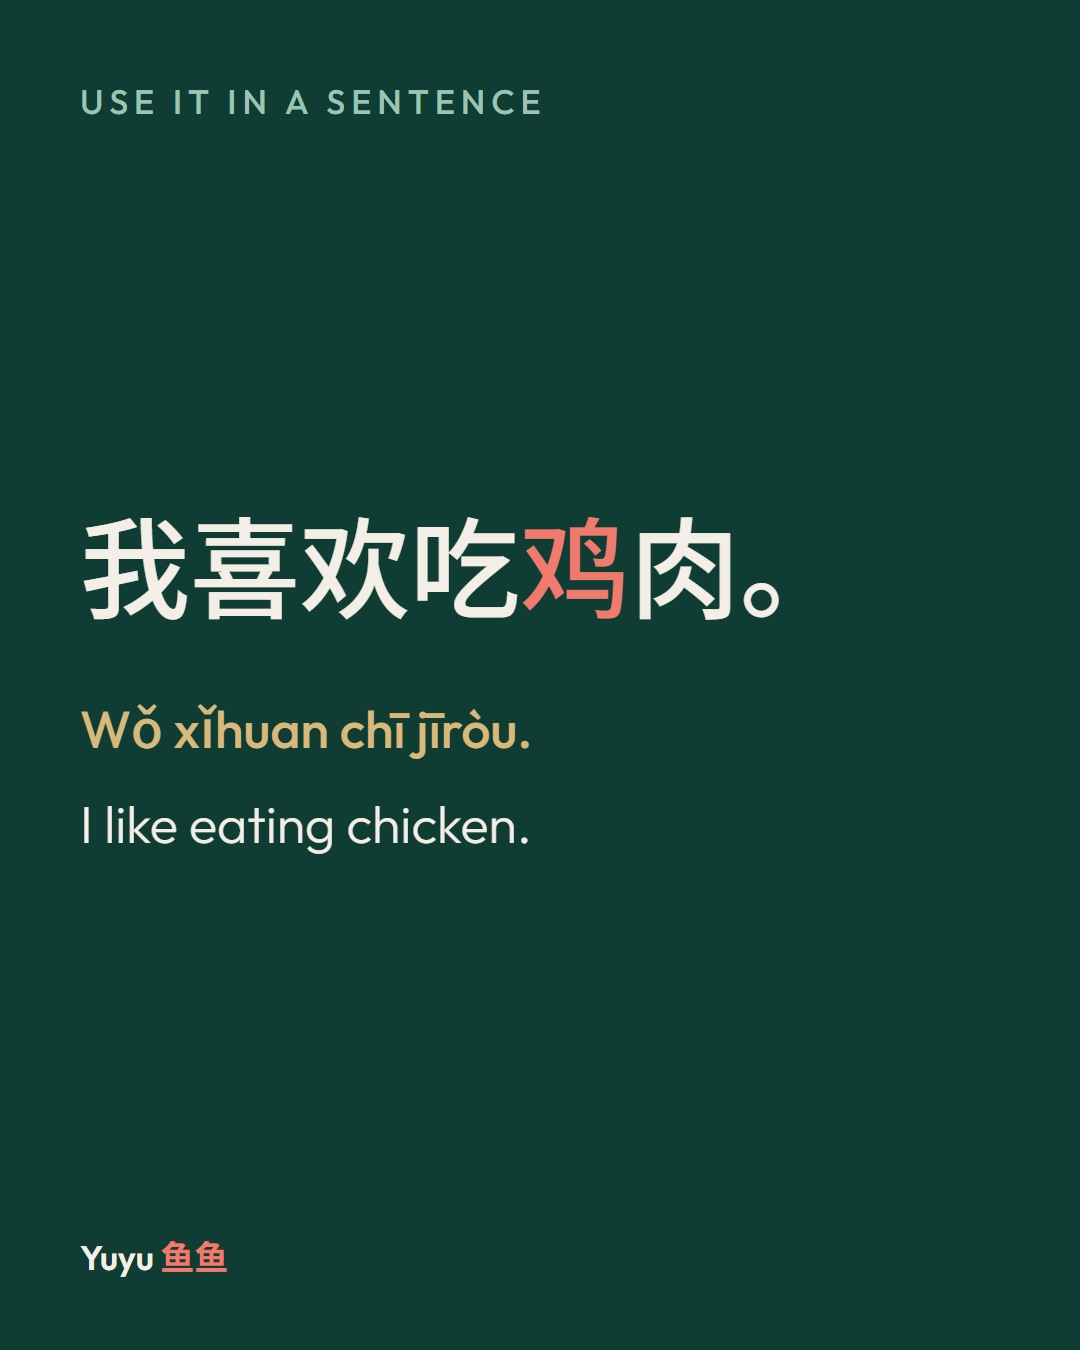 USE IT IN A SENTENCE
我喜欢吃鸡肉。
Wǒ xǐhuan chī jīròu.
I like eating chicken.
Yuyu 鱼鱼